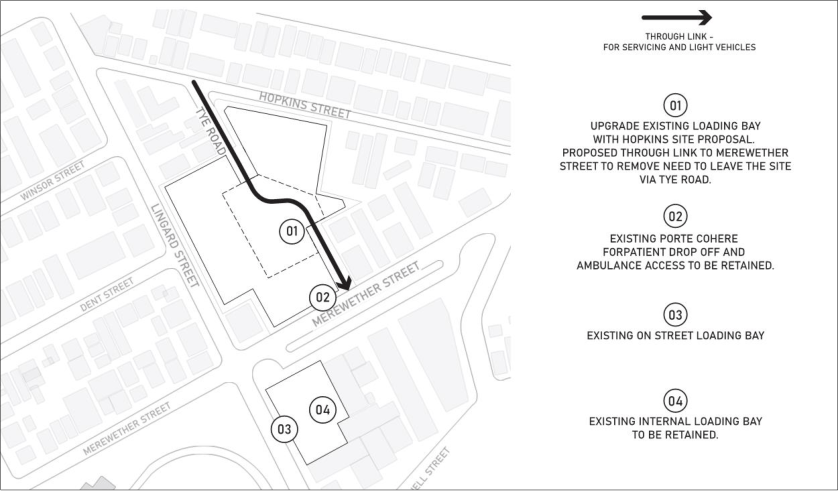 THROUGH LINK -
FOR SERVICING AND LIGHT VEHICLES
01
UPGRADE EXISTING LOADING BAY
WITH HOPKINS SITE PROPOSAL.
PROPOSED THROUGH LINK TO MEREWETHER
STREET TO REMOVE NEED TO LEAVE THE SITE
VIA TYE ROAD.
02
EXISTING PORTE COHERE
FORPATIENT DROP OFF AND
AMBULANCE ACCESS TO BE RETAINED.
03
EXISTING ON STREET LOADING BAY
04
EXISTING INTERNAL LOADING BAY
TO BE RETAINED.
HOPKINS STREET
TYE ROAD
WINSOR STREET
LINGARD STREET
01
DENT STREET
02
MEREWETHER STREET
04
03
MEREWETHER STREET
ELL STREET